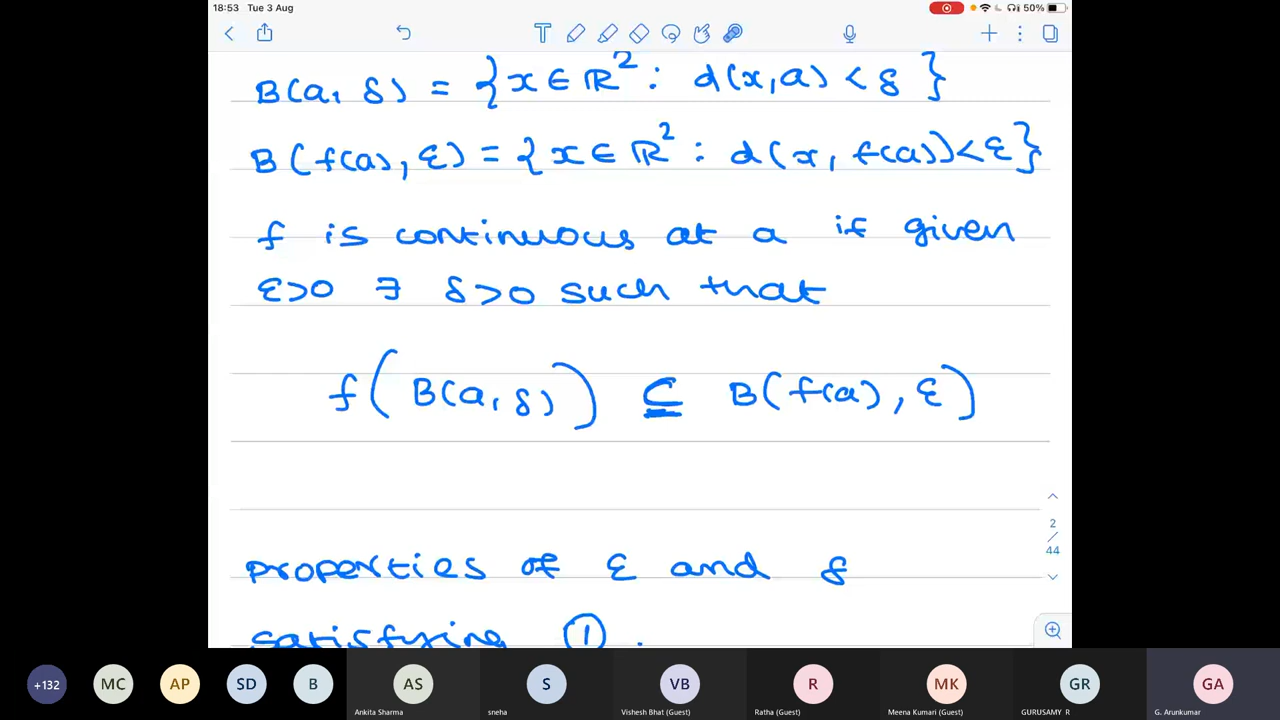 18:53 Tue 3 Aug
50%
B(a, δ) = {x ∈ ℝ² : d(x,a) < δ }
B(f(a), ε) = {x ∈ ℝ² : d(x, f(a)) < ε}
f is continuous at a if given
ε>0 ∃ δ>0 such that
f(B(a, δ)) ⊆ B(f(a), ε)
2
/
44
properties of ε and δ
satisfying ①.
+132
MC
AP
SD
B
AS
S
VB
R
MK
GR
GA
Ankita Sharma
sneha
Vishesh Bhat (Guest)
Ratha (Guest)
Meena Kumari (Guest)
GURUSAMY R
G. Arunkumar